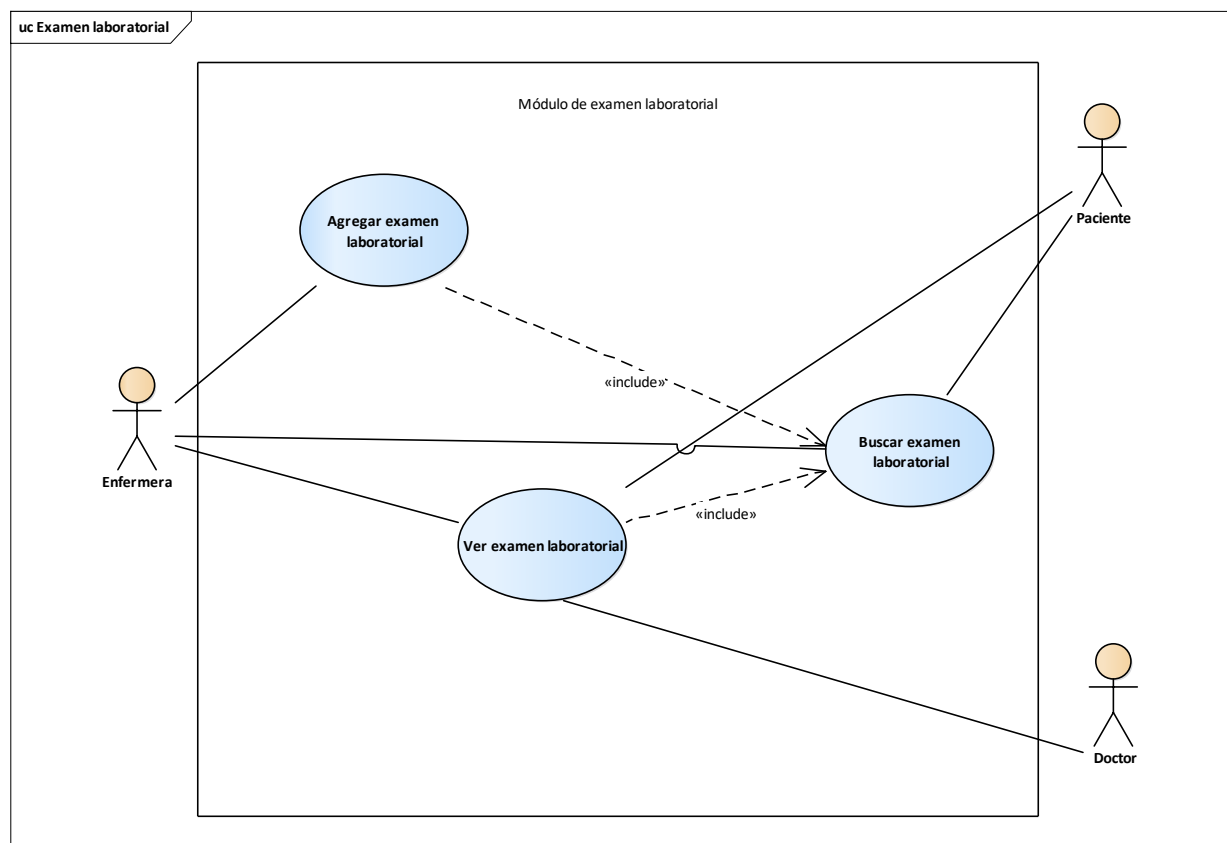 uc Examen laboratorial
Módulo de examen laboratorial
Agregar examen
laboratorial
Paciente
«include»
Enfermera
Buscar examen
laboratorial
«include»
Ver examen laboratorial
Doctor